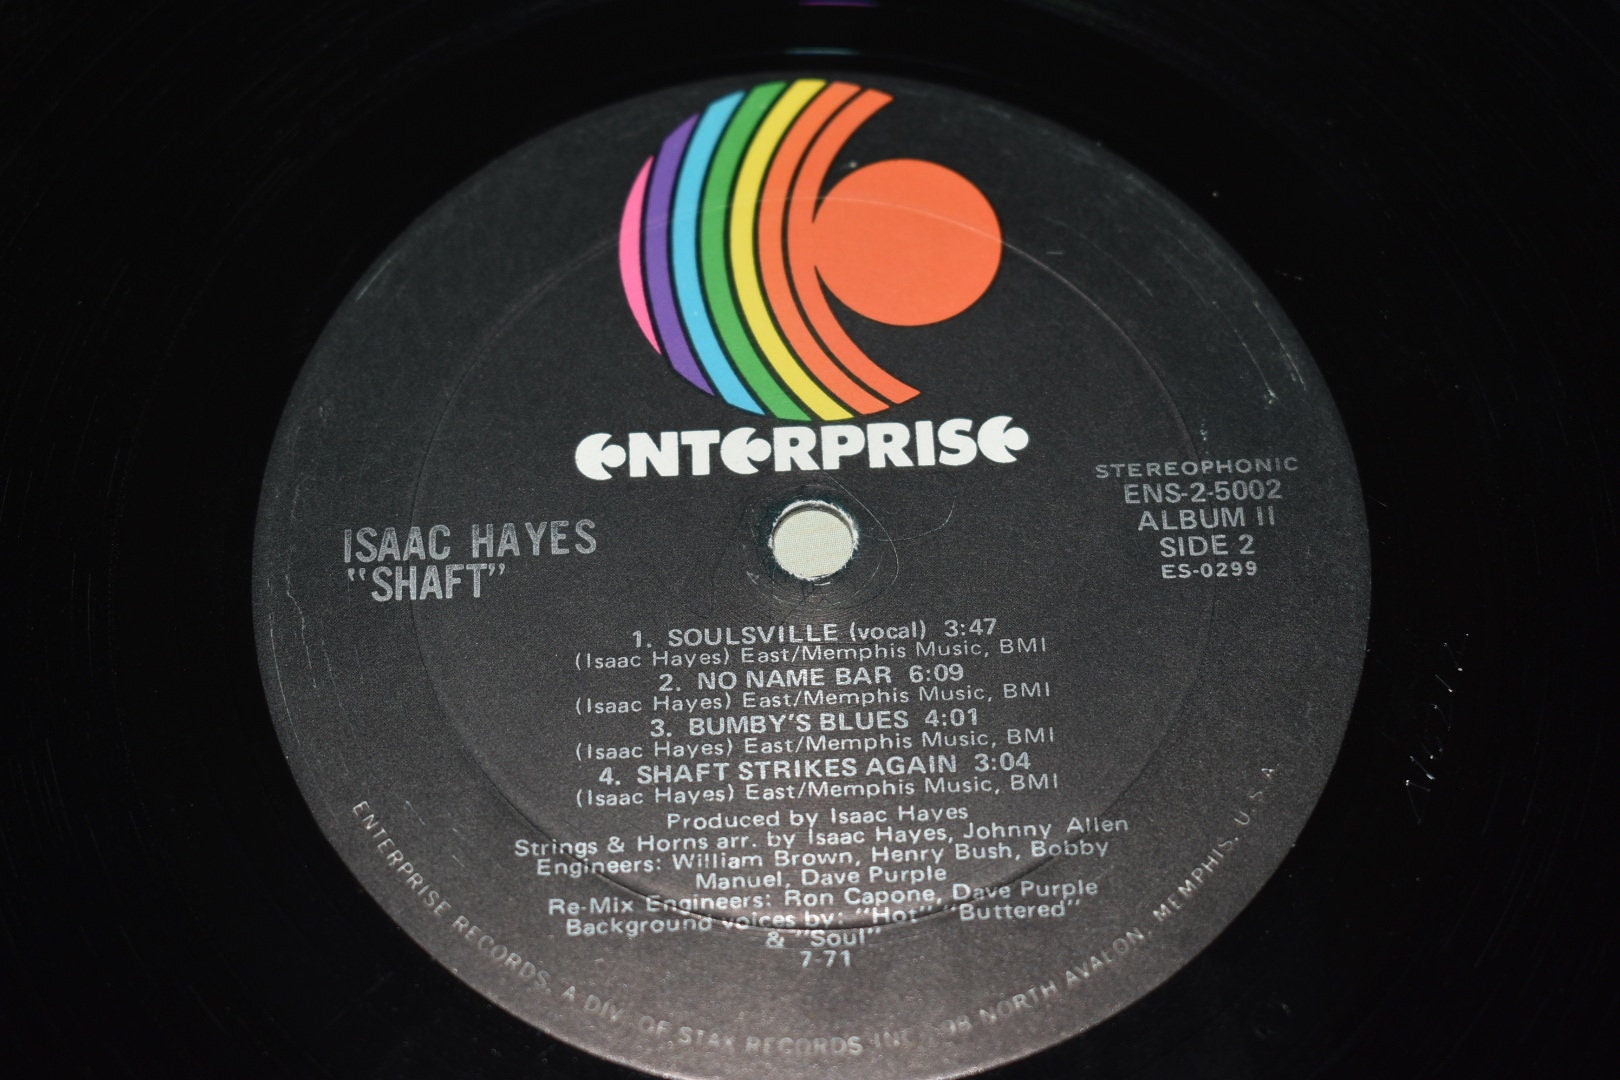 ENTERPRISE
ISAAC HAYES
"SHAFT"
STEREOPHONIC
ENS-2-5002
ALBUM II
SIDE 2
ES-0299
1. SOULSVILLE (vocal) 3:47
(Isaac Hayes) East/Memphis Music, BMI
2. NO NAME BAR 6:09
(Isaac Hayes) East/Memphis Music, BMI
3. BUMBY'S BLUES 4:01
(Isaac Hayes) East/Memphis Music, BMI
4. SHAFT STRIKES AGAIN 3:04
(Isaac Hayes) East/Memphis Music, BMI
Produced by Isaac Hayes
Strings & Horns arr. by Isaac Hayes, Johnny Allen
Engineers: William Brown, Henry Bush, Bobby
Manuel, Dave Purple
Re-Mix Engineers: Ron Capone, Dave Purple
Background voices by: "Hot" "Buttered"
& "Soul"
7-71
ENTERPRISE RECORDS, A DIV. OF STAX RECORDS INC., 98 NORTH AVALON, MEMPHIS, U.S.A.